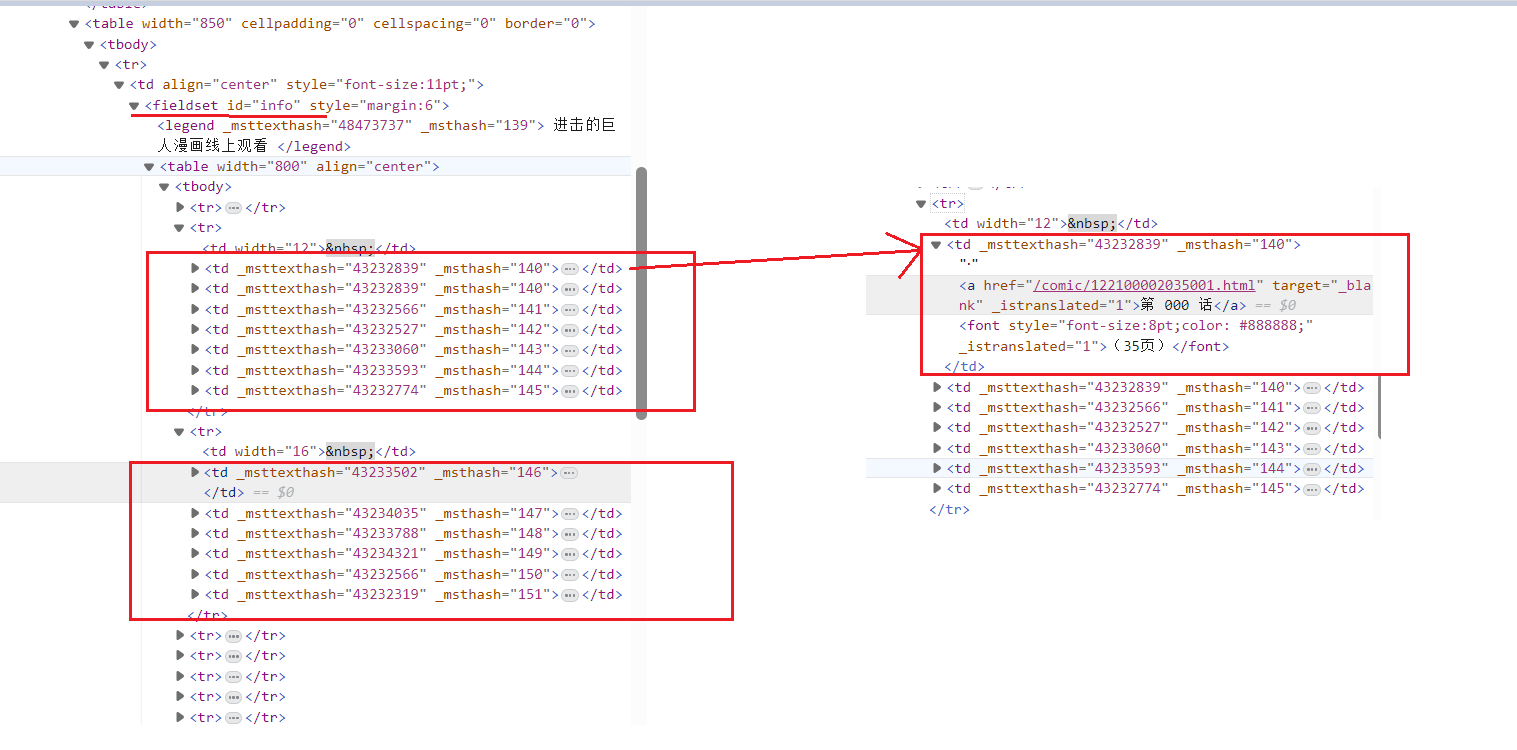 <table width="850" cellpadding="0" cellspacing="0" border="0">
<tbody>
<tr>
<td align="center" style="font-size:11pt;">
<fieldset id="info" style="margin:6">
<legend _msttexthash="48473737" _msthash="139"> 进击的巨
人漫画线上观看 </legend>
<table width="800" align="center">
<tbody>
<tr>…</tr>
<tr>
<td width="12">&nbsp;</td>
<td _msttexthash="43232839" _msthash="140">…</td>
<td _msttexthash="43232839" _msthash="140">…</td>
<td _msttexthash="43232566" _msthash="141">…</td>
<td _msttexthash="43232527" _msthash="142">…</td>
<td _msttexthash="43233060" _msthash="143">…</td>
<td _msttexthash="43233593" _msthash="144">…</td>
<td _msttexthash="43232774" _msthash="145">…</td>
</tr>
<tr>
<td width="16">&nbsp;</td>
<td _msttexthash="43233502" _msthash="146">…
</td> == $0
<td _msttexthash="43234035" _msthash="147">…</td>
<td _msttexthash="43233788" _msthash="148">…</td>
<td _msttexthash="43234321" _msthash="149">…</td>
<td _msttexthash="43232566" _msthash="150">…</td>
<td _msttexthash="43232319" _msthash="151">…</td>
</tr>
<tr>…</tr>
<tr>…</tr>
<tr>…</tr>
<tr>…</tr>
<tr>…</tr>
<tr>
<td width="12">&nbsp;</td>
<td _msttexthash="43232839" _msthash="140">
"·"
<a href="/comic/122100002035001.html" target="_bla
nk" _istranslated="1">第 000 话</a> == $0
<font style="font-size:8pt;color: #888888;"
_istranslated="1">（35页）</font>
</td>
<td _msttexthash="43232839" _msthash="140">…</td>
<td _msttexthash="43232566" _msthash="141">…</td>
<td _msttexthash="43232527" _msthash="142">…</td>
<td _msttexthash="43233060" _msthash="143">…</td>
<td _msttexthash="43233593" _msthash="144">…</td>
<td _msttexthash="43232774" _msthash="145">…</td>
</tr>